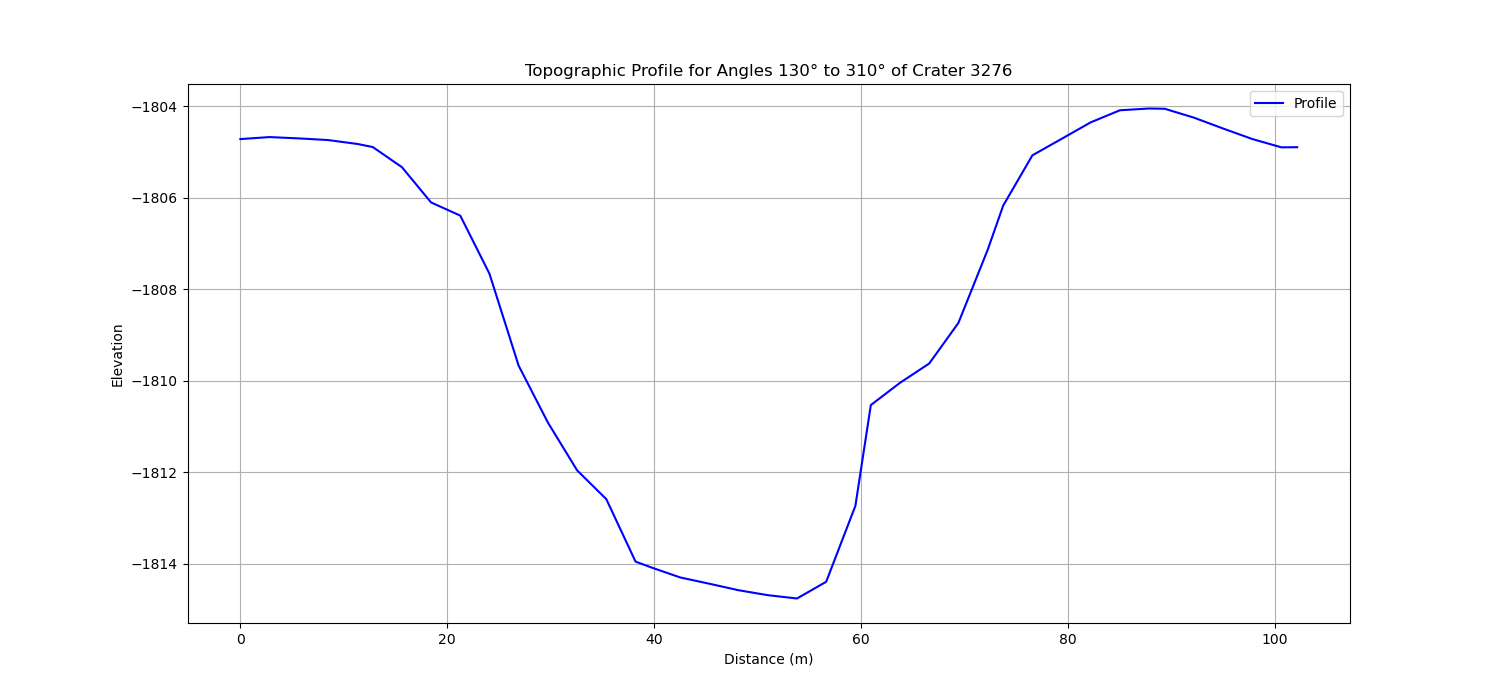 Topographic Profile for Angles 130° to 310° of Crater 3276
Profile
−1804
−1806
−1808
−1810
−1812
−1814
Elevation
0 20 40 60 80 100
Distance (m)